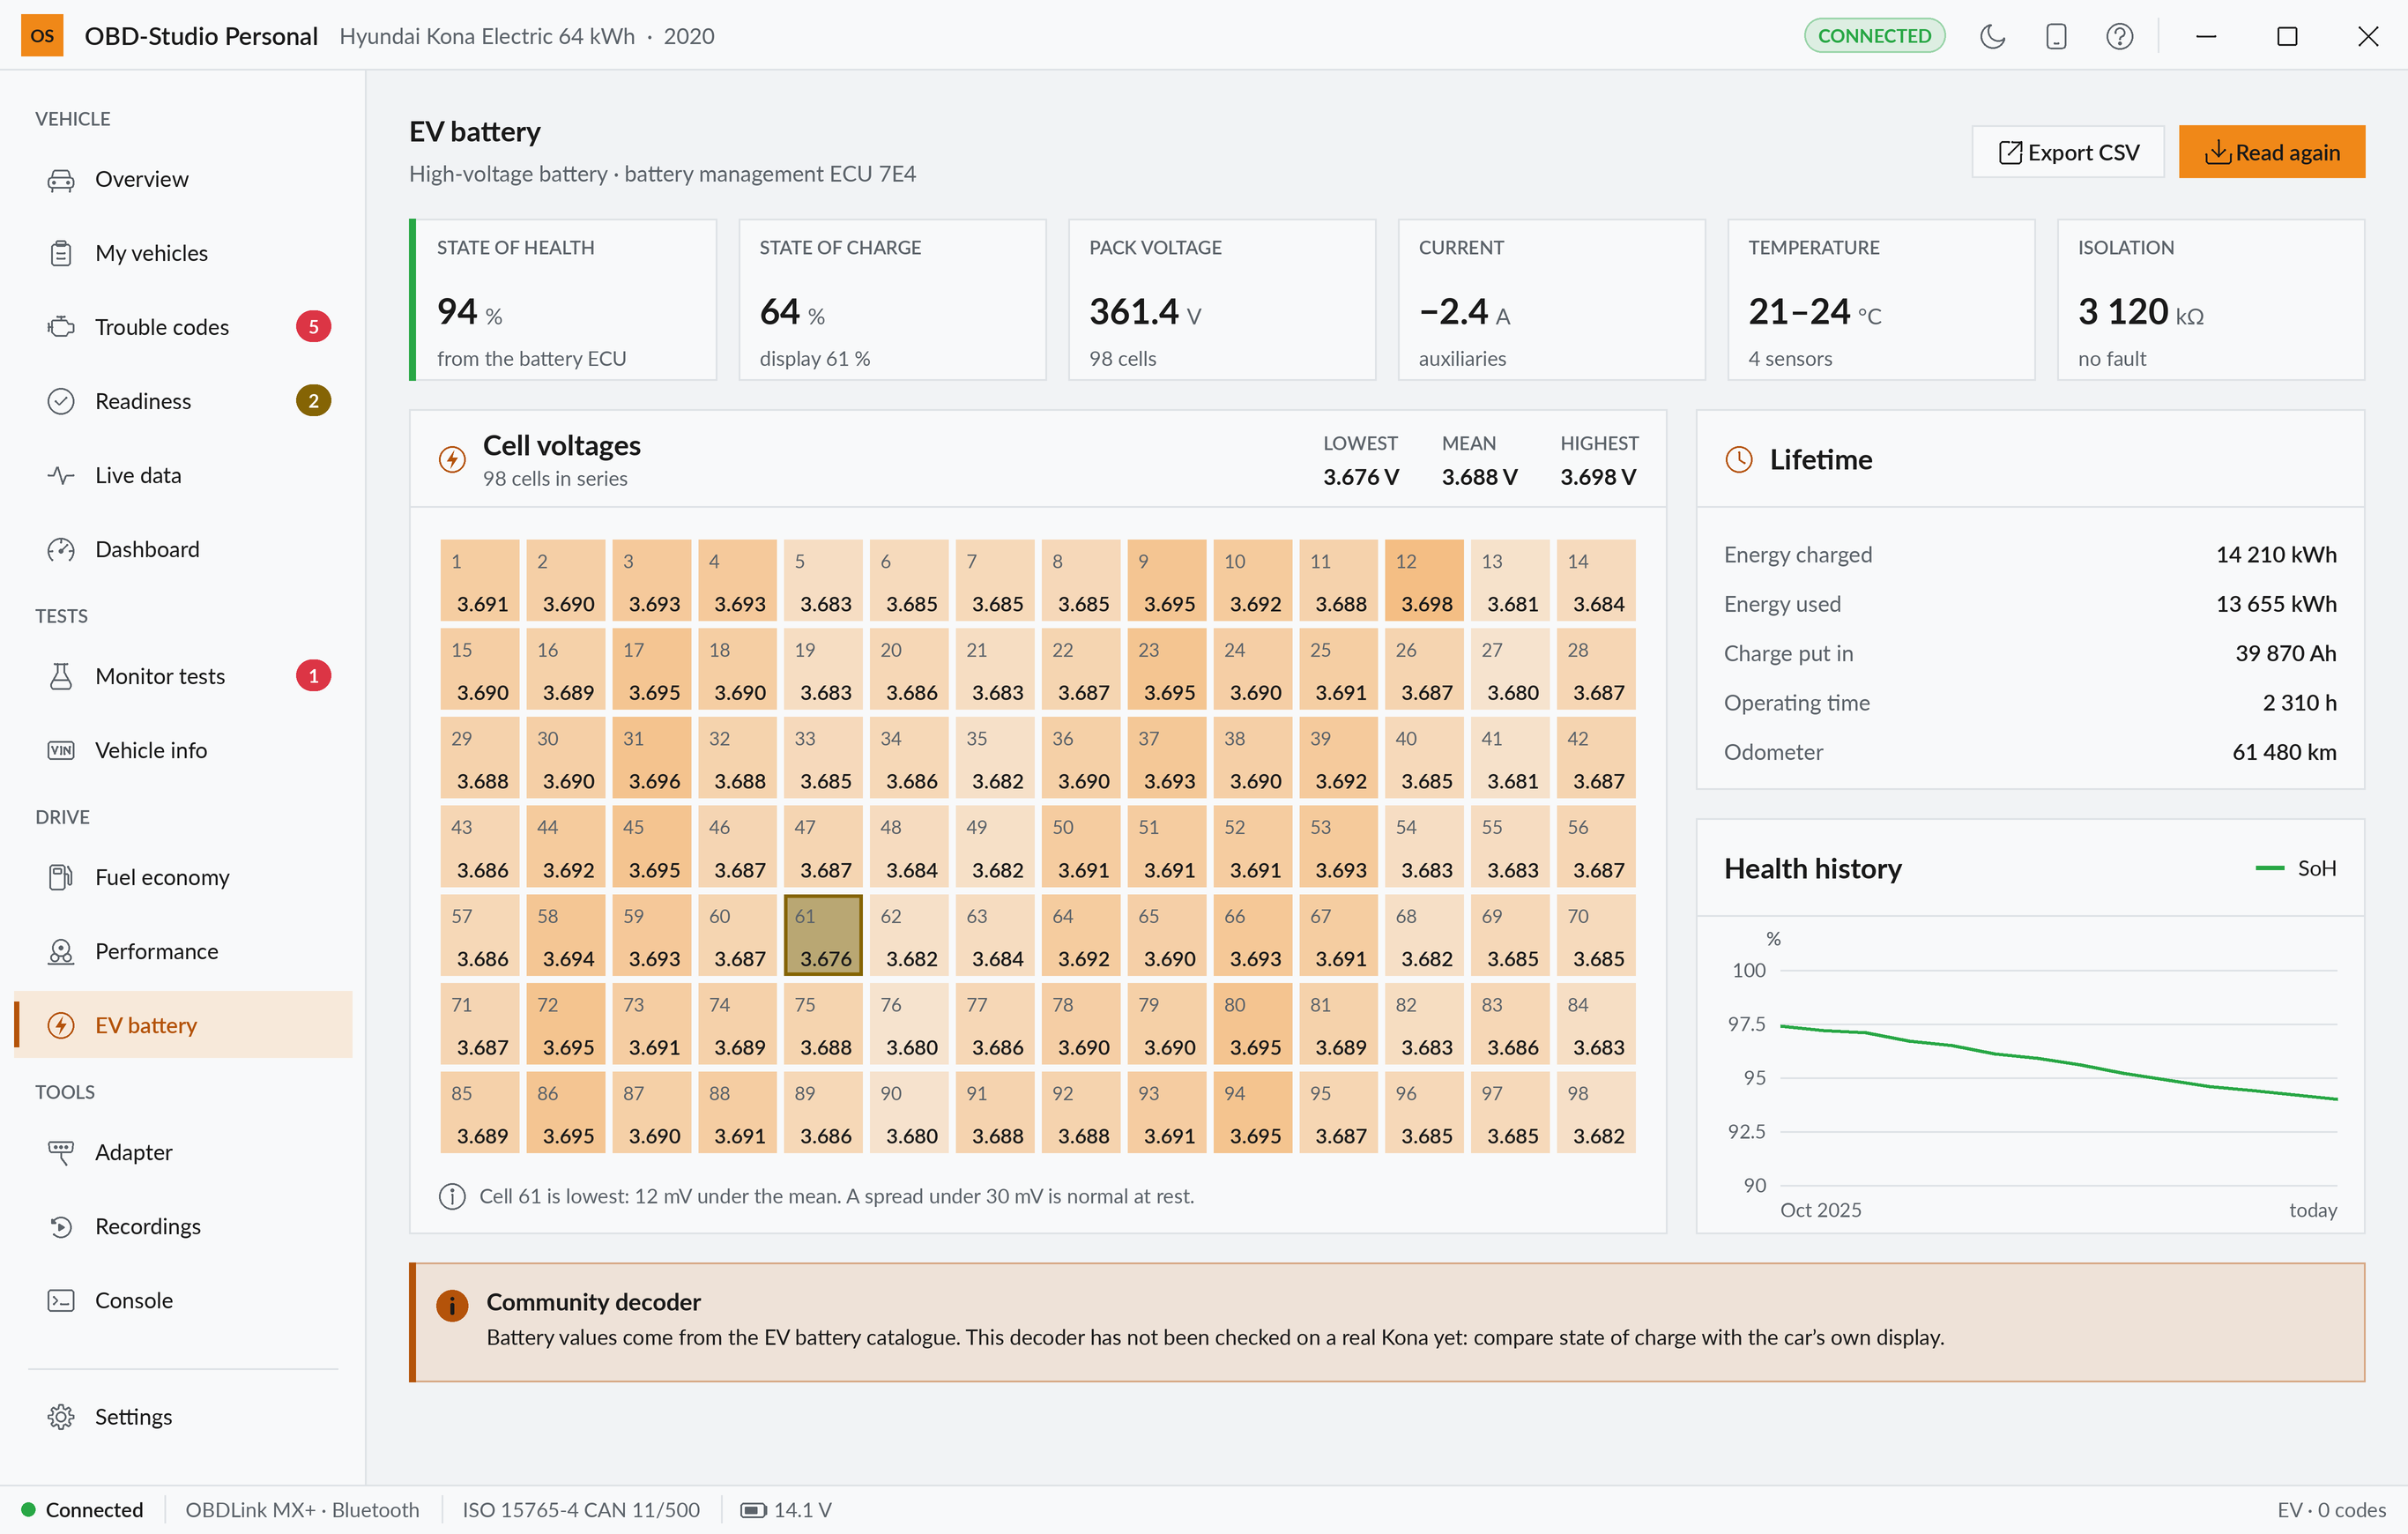 OS OBD-Studio Personal Hyundai Kona Electric 64 kWh · 2020 CONNECTED
VEHICLE
Overview
My vehicles
Trouble codes 5
Readiness 2
Live data
Dashboard
TESTS
Monitor tests 1
VIN Vehicle info
DRIVE
Fuel economy
Performance
EV battery
TOOLS
Adapter
Recordings
Console
Settings
EV battery
High-voltage battery · battery management ECU 7E4
Export CSV Read again
STATE OF HEALTH
94 %
from the battery ECU
STATE OF CHARGE
64 %
display 61 %
PACK VOLTAGE
361.4 V
98 cells
CURRENT
−2.4 A
auxiliaries
TEMPERATURE
21–24 °C
4 sensors
ISOLATION
3 120 kΩ
no fault
Cell voltages
98 cells in series
LOWEST MEAN HIGHEST
3.676 V 3.688 V 3.698 V
1 2 3 4 5 6 7 8 9 10 11 12 13 14
3.691 3.690 3.693 3.693 3.683 3.685 3.685 3.685 3.695 3.692 3.688 3.698 3.681 3.684
15 16 17 18 19 20 21 22 23 24 25 26 27 28
3.690 3.689 3.695 3.690 3.683 3.686 3.683 3.687 3.695 3.690 3.691 3.687 3.680 3.687
29 30 31 32 33 34 35 36 37 38 39 40 41 42
3.688 3.690 3.696 3.688 3.685 3.686 3.682 3.690 3.693 3.690 3.692 3.685 3.681 3.687
43 44 45 46 47 48 49 50 51 52 53 54 55 56
3.686 3.692 3.695 3.687 3.687 3.684 3.682 3.691 3.691 3.691 3.693 3.683 3.683 3.687
57 58 59 60 61 62 63 64 65 66 67 68 69 70
3.686 3.694 3.693 3.687 3.676 3.682 3.684 3.692 3.690 3.693 3.691 3.682 3.685 3.685
71 72 73 74 75 76 77 78 79 80 81 82 83 84
3.687 3.695 3.691 3.689 3.688 3.680 3.686 3.690 3.690 3.695 3.689 3.683 3.686 3.683
85 86 87 88 89 90 91 92 93 94 95 96 97 98
3.689 3.695 3.690 3.691 3.686 3.680 3.688 3.688 3.691 3.695 3.687 3.685 3.685 3.682
Cell 61 is lowest: 12 mV under the mean. A spread under 30 mV is normal at rest.
Lifetime
Energy charged 14 210 kWh
Energy used 13 655 kWh
Charge put in 39 870 Ah
Operating time 2 310 h
Odometer 61 480 km
Health history SoH
%
100
97.5
95
92.5
90
Oct 2025 today
Community decoder
Battery values come from the EV battery catalogue. This decoder has not been checked on a real Kona yet: compare state of charge with the car’s own display.
Connected OBDLink MX+ · Bluetooth ISO 15765-4 CAN 11/500 14.1 V EV · 0 codes